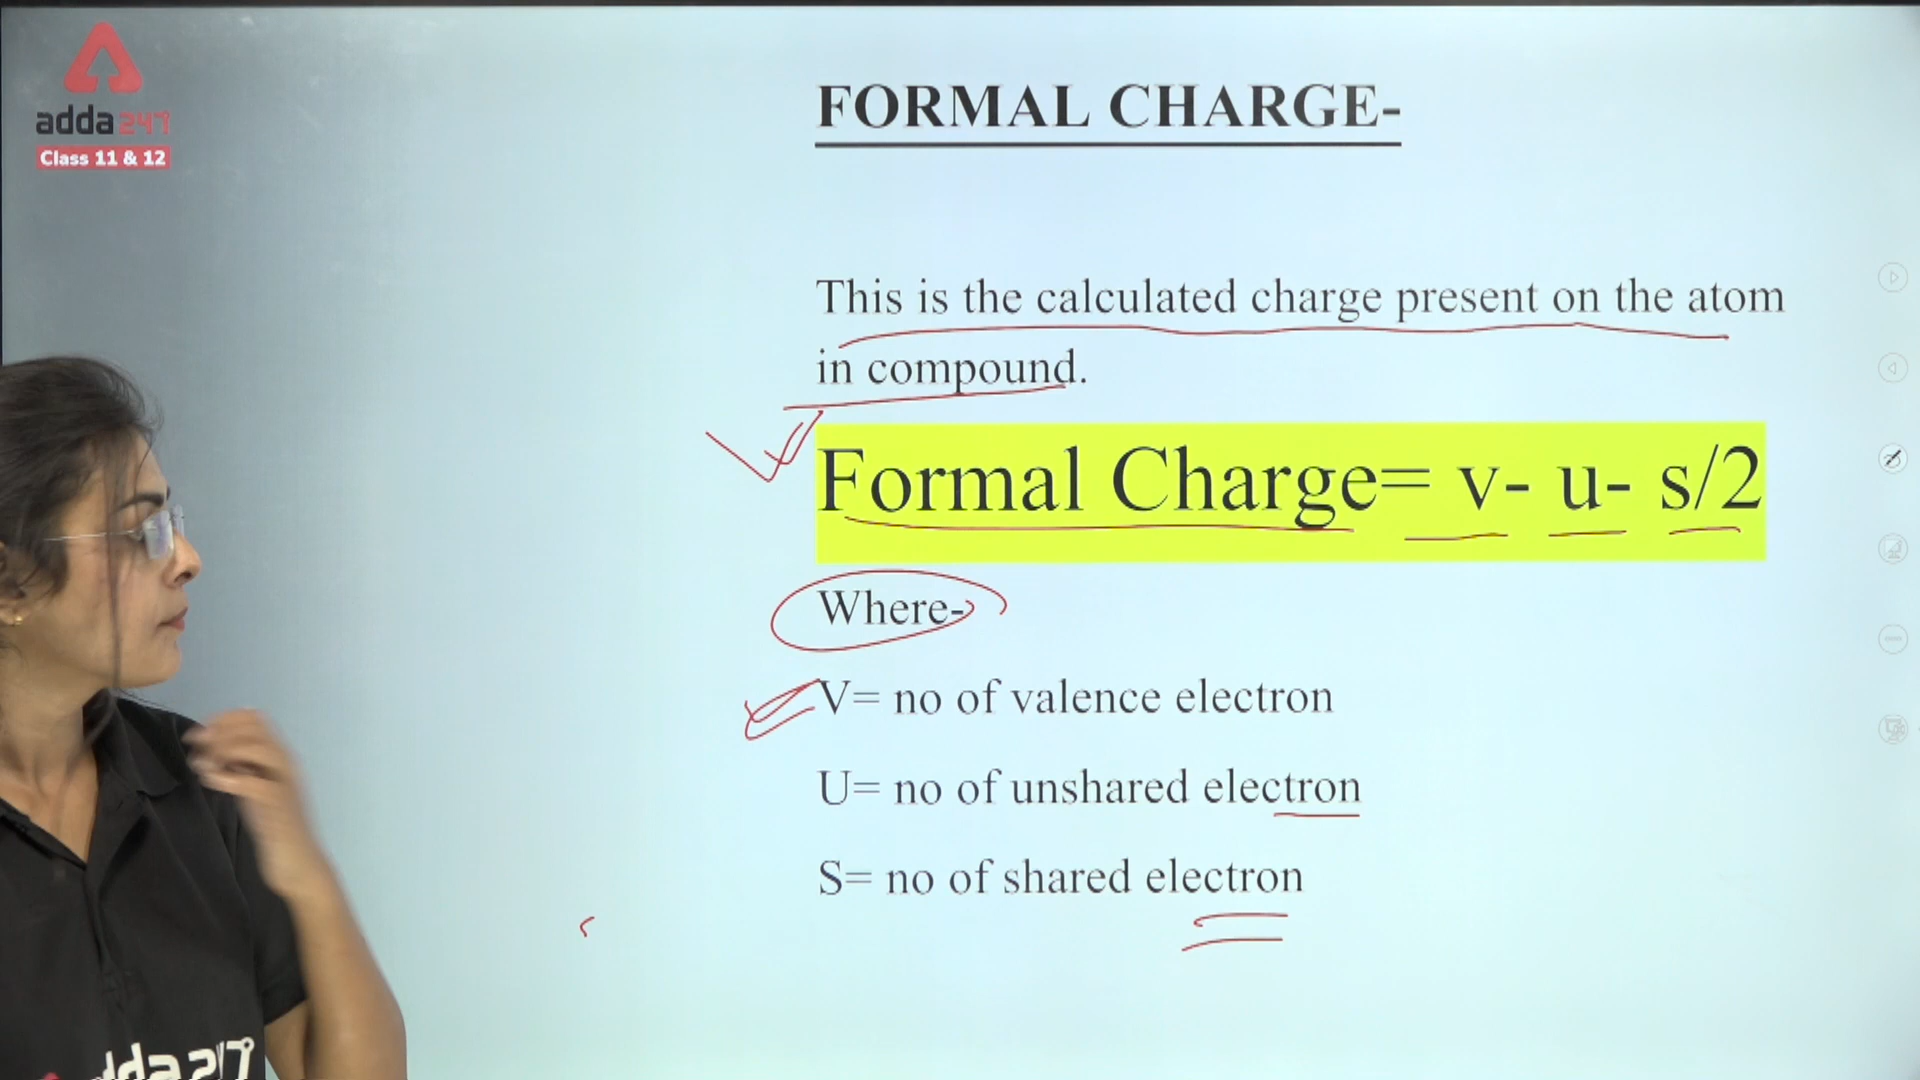 adda247
Class 11 & 12
FORMAL CHARGE-
This is the calculated charge present on the atom
in compound.
Formal Charge= v- u- s/2
Where-
V= no of valence electron
U= no of unshared electron
S= no of shared electron
adda247